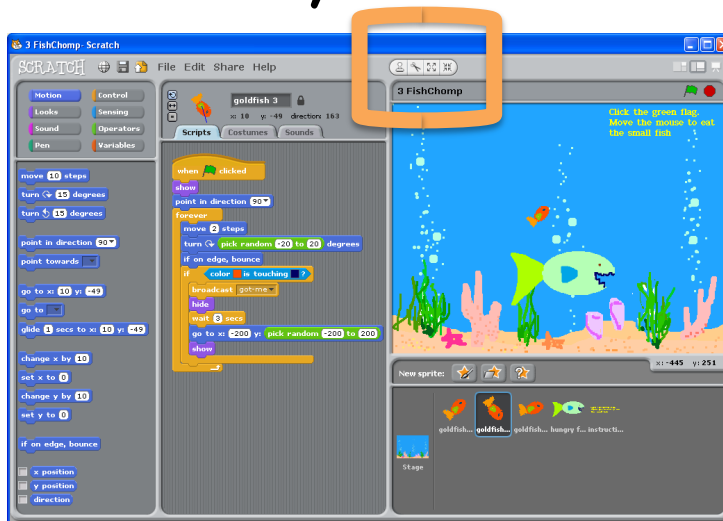 3 FishChomp- Scratch
SCRATCH File Edit Share Help
Motion Control
Looks Sensing
Sound Operators
Pen Variables
move 10 steps
turn 15 degrees
turn 15 degrees
point in direction 90
point towards
go to x: 10 y: -49
go to
glide 1 secs to x: 10 y: -49
change x by 10
set x to 0
change y by 10
set y to 0
if on edge, bounce
x position
y position
direction
goldfish 3
x: 10 y: -49 direction: 163
Scripts Costumes Sounds
when clicked
show
point in direction 90
forever
move 2 steps
turn pick random -20 to 20 degrees
if on edge, bounce
if color is touching ?
broadcast got-me
hide
wait 3 secs
go to x: -200 y: pick random -200 to 200
show
3 FishChomp
Click the green flag.
Move the mouse to eat
the small fish
x: -445 y: 251
New sprite:
goldfish... goldfish... goldfish... hungry f... instructi...
Stage